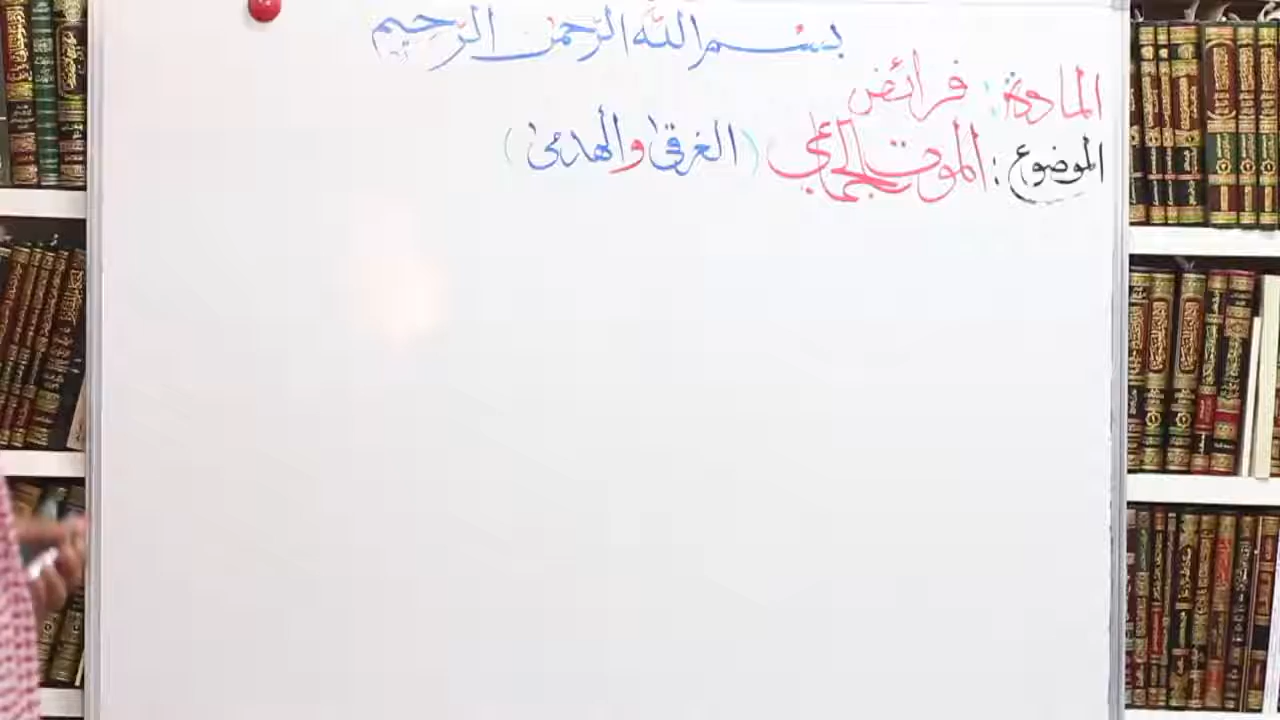 بسم الله الرحمن الرحيم
المادة: فرائض
الموضوع: الموت الجماعي (الغرقى والهدمى)